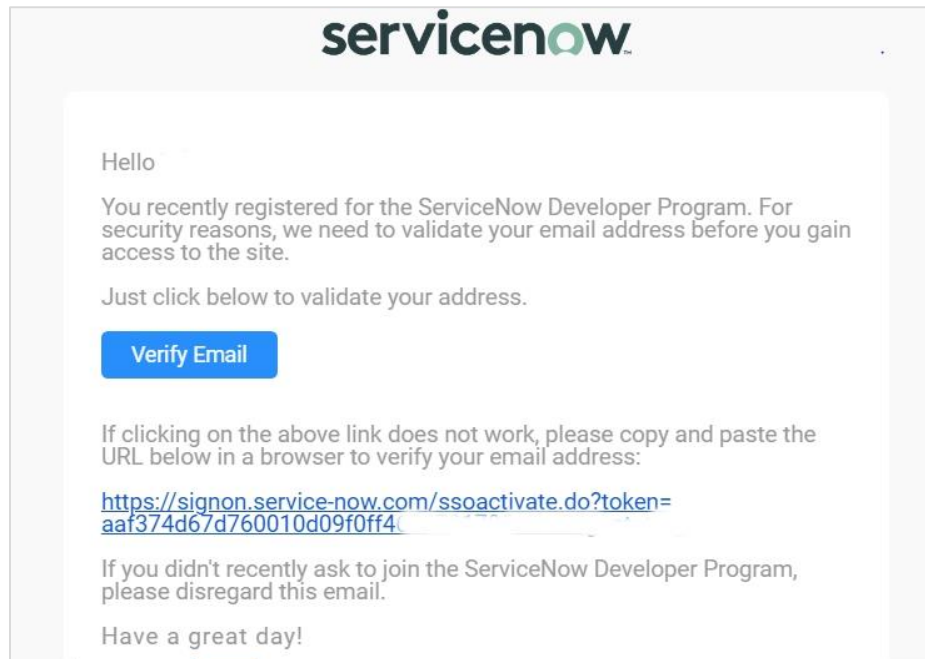 servicenow
Hello
You recently registered for the ServiceNow Developer Program. For
security reasons, we need to validate your email address before you gain
access to the site.
Just click below to validate your address.
Verify Email
If clicking on the above link does not work, please copy and paste the
URL below in a browser to verify your email address:
https://signon.service-now.com/ssoactivate.do?token=
aaf374d67d760010d09f0ff4
If you didn't recently ask to join the ServiceNow Developer Program,
please disregard this email.
Have a great day!